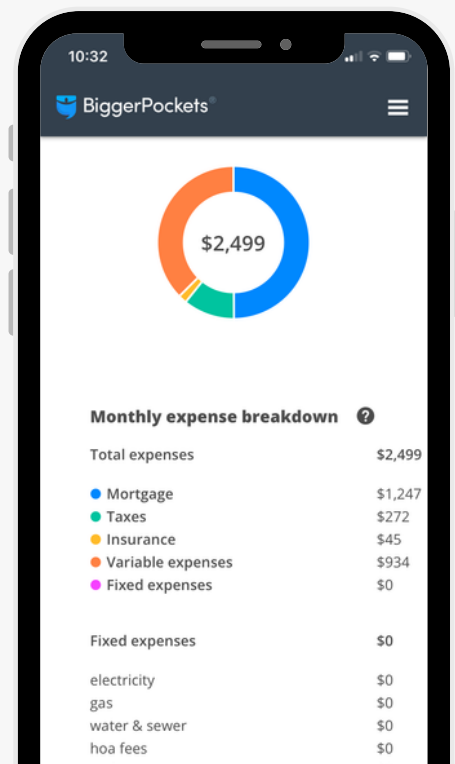 10:32
BiggerPockets®
$2,499
Monthly expense breakdown ?
Total expenses $2,499
Mortgage $1,247
Taxes $272
Insurance $45
Variable expenses $934
Fixed expenses $0
Fixed expenses $0
electricity $0
gas $0
water & sewer $0
hoa fees $0